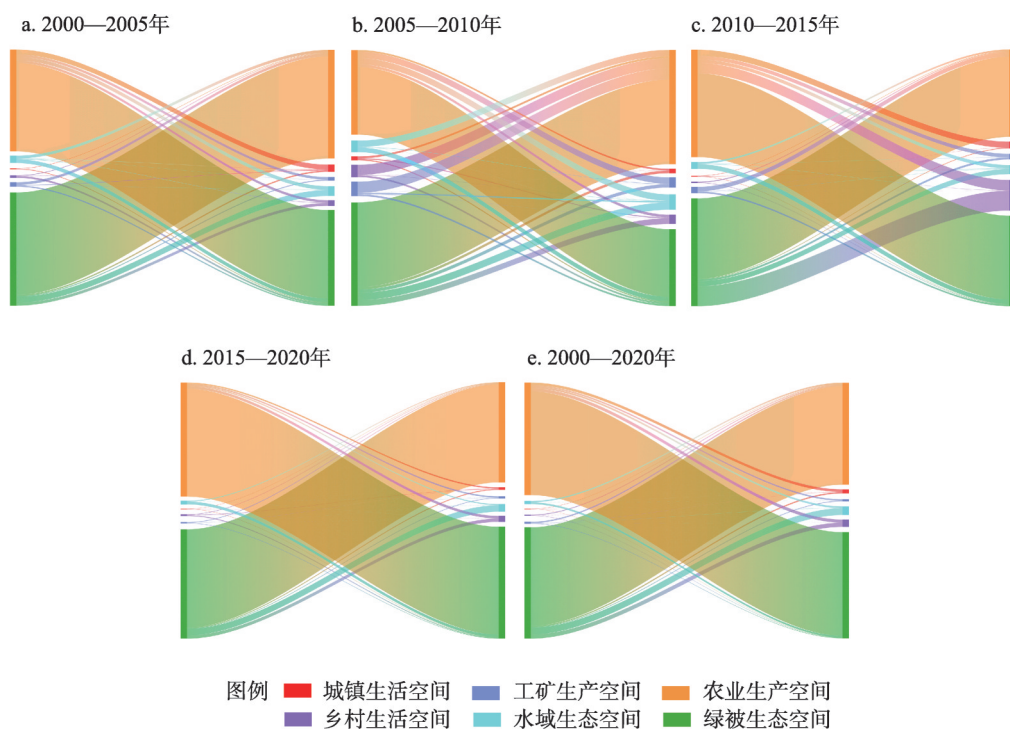 a. 2000—2005年
b. 2005—2010年
c. 2010—2015年
d. 2015—2020年
e. 2000—2020年
图例 城镇生活空间 工矿生产空间 农业生产空间
乡村生活空间 水域生态空间 绿被生态空间